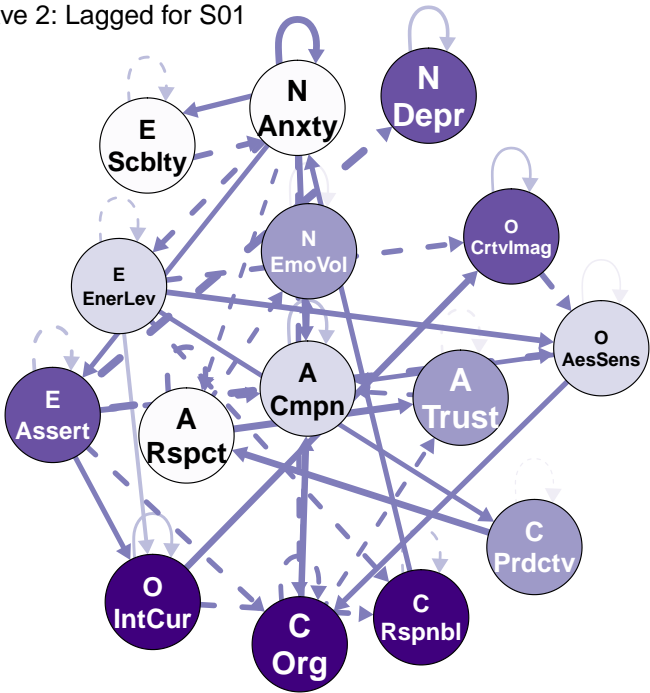 ve 2: Lagged for S01
N
Depr
N
Anxty
E
Scblty
O
CrtvImag
N
EmoVol
E
EnerLev
O
AesSens
A
Cmpn
A
Trust
E
Assert
A
Rspct
C
Prdctv
O
IntCur
C
Rspnbl
C
Org